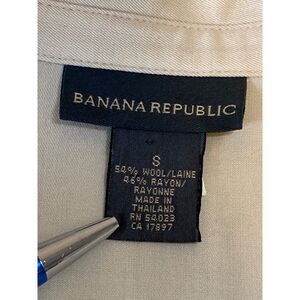 BANANA REPUBLIC
S
54% WOOL/LAINE
46% RAYON/
RAYONNE
MADE IN
THAILAND
RN 54023
CA 17897